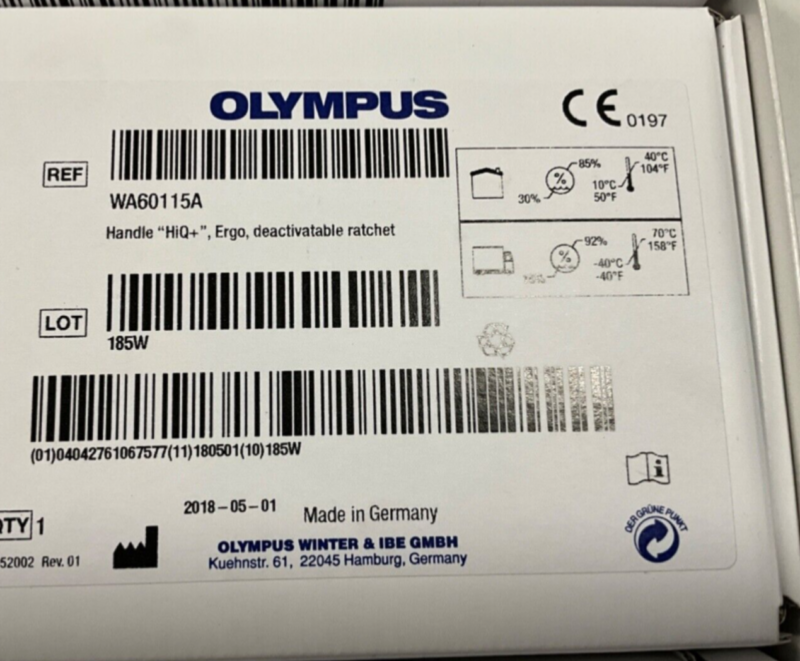 OLYMPUS
CE 0197
REF
WA60115A
Handle "HiQ+", Ergo, deactivatable ratchet
85%
%
30%
40°C
104°F
10°C
50°F
92%
%
70°C
158°F
-40°C
-40°F
LOT
185W
(01)04042761067577(11)180501(10)185W
i
QTY 1
2018-05-01
Made in Germany
DER GRÜNE PUNKT
52002 Rev. 01
OLYMPUS WINTER & IBE GMBH
Kuehnstr. 61, 22045 Hamburg, Germany